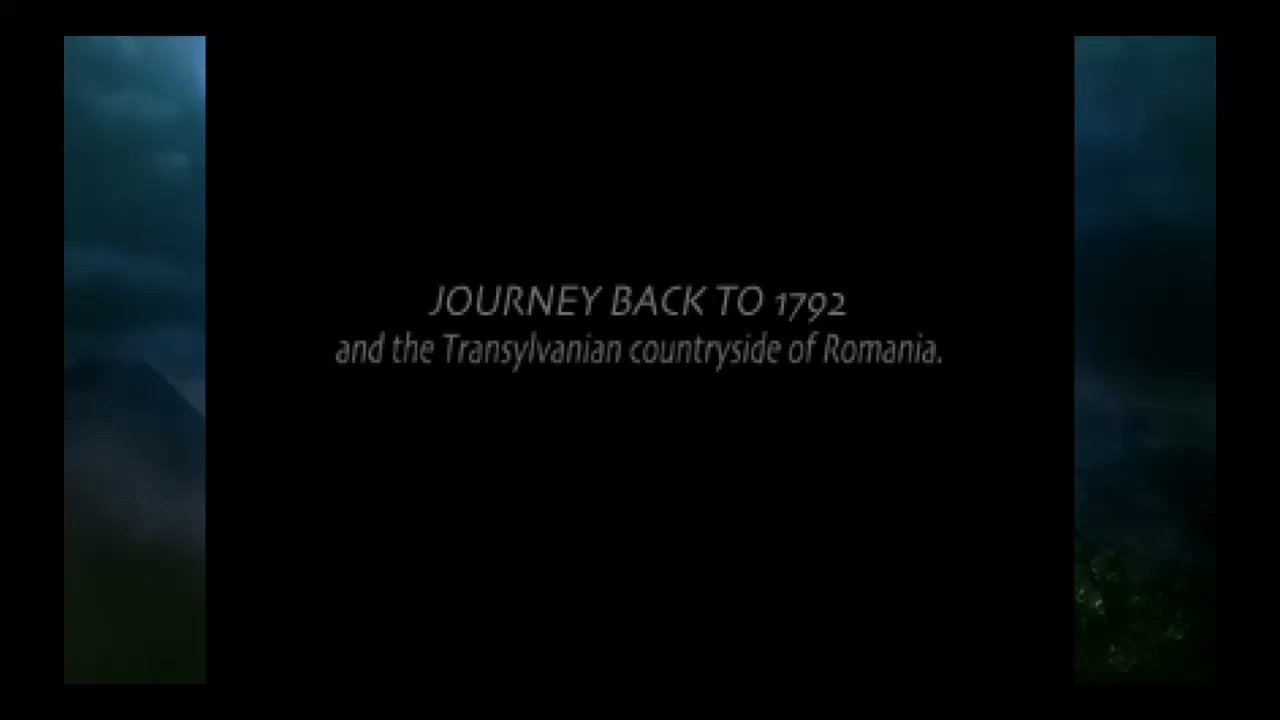 JOURNEY BACK TO 1792
and the Transylvanian countryside of Romania.